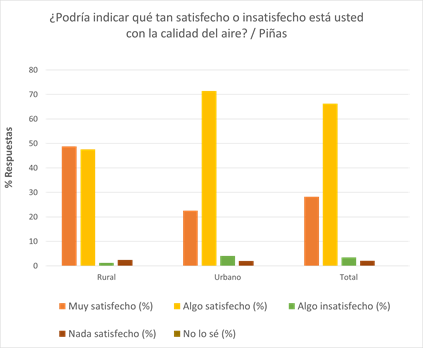 ¿Podría indicar qué tan satisfecho o insatisfecho está usted
con la calidad del aire? / Piñas
80
70
60
50
40
30
20
10
0
% Respuestas
Rural Urbano Total
Muy satisfecho (%) Algo satisfecho (%) Algo insatisfecho (%)
Nada satisfecho (%) No lo sé (%)